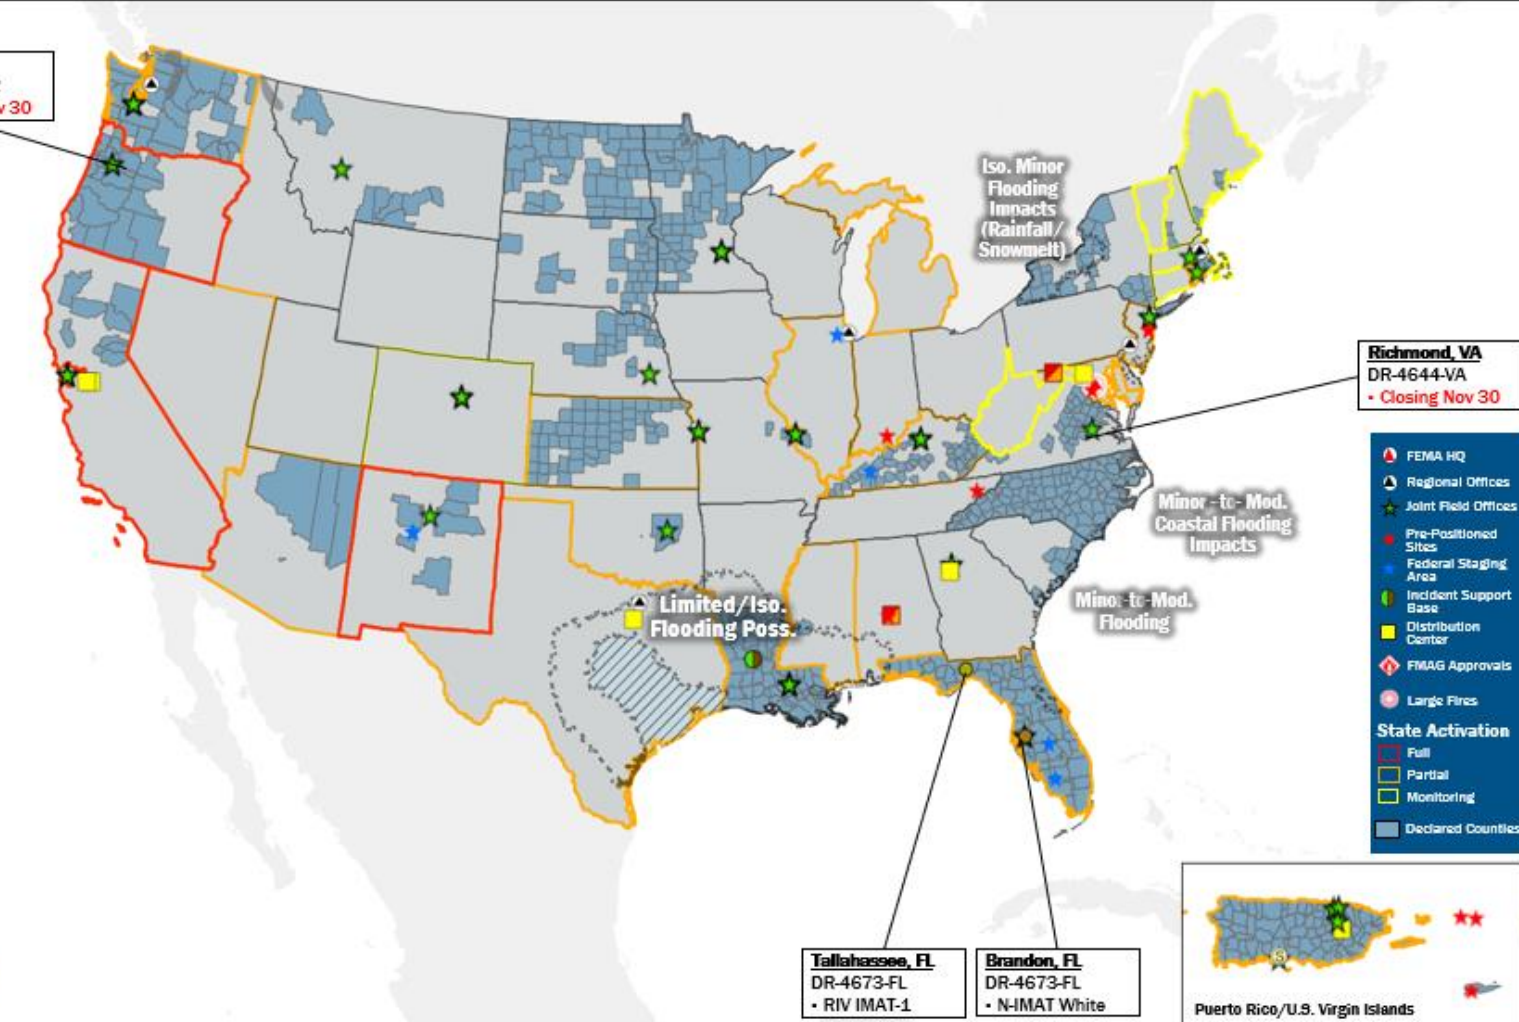 v 30
Iso. Minor
Flooding
Impacts
(Rainfall/
Snowmelt)
Richmond, VA
DR-4644-VA
• Closing Nov 30
FEMA HQ
Regional Offices
Joint Field Offices
Pre-Positioned
Sites
Federal Staging
Area
Incident Support
Base
Distribution
Center
FMAG Approvals
Large Fires
State Activation
Full
Partial
Monitoring
Declared Counties
Minor -to- Mod.
Coastal Flooding
Impacts
Minor-to-Mod.
Flooding
Limited/Iso.
Flooding Poss.
Tallahassee, FL
DR-4673-FL
• RIV IMAT-1
Brandon, FL
DR-4673-FL
• N-IMAT White
S
Puerto Rico/U.S. Virgin Islands